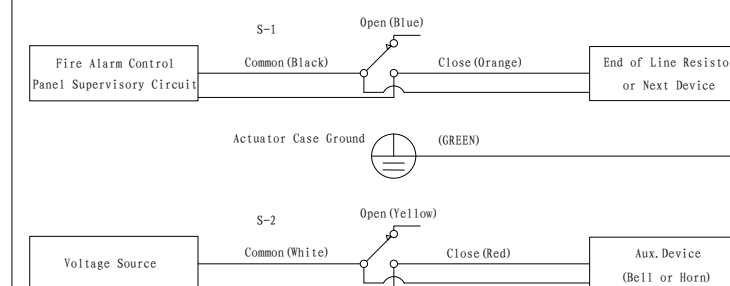 S-1
Open(Blue)
Fire Alarm Control
Panel Supervisory Circuit
Common(Black)
Close(Orange)
End of Line Resisto
or Next Device
Actuator Case Ground
(GREEN)
S-2
Open(Yellow)
Voltage Source
Common(White)
Close(Red)
Aux.Device
(Bell or Horn)